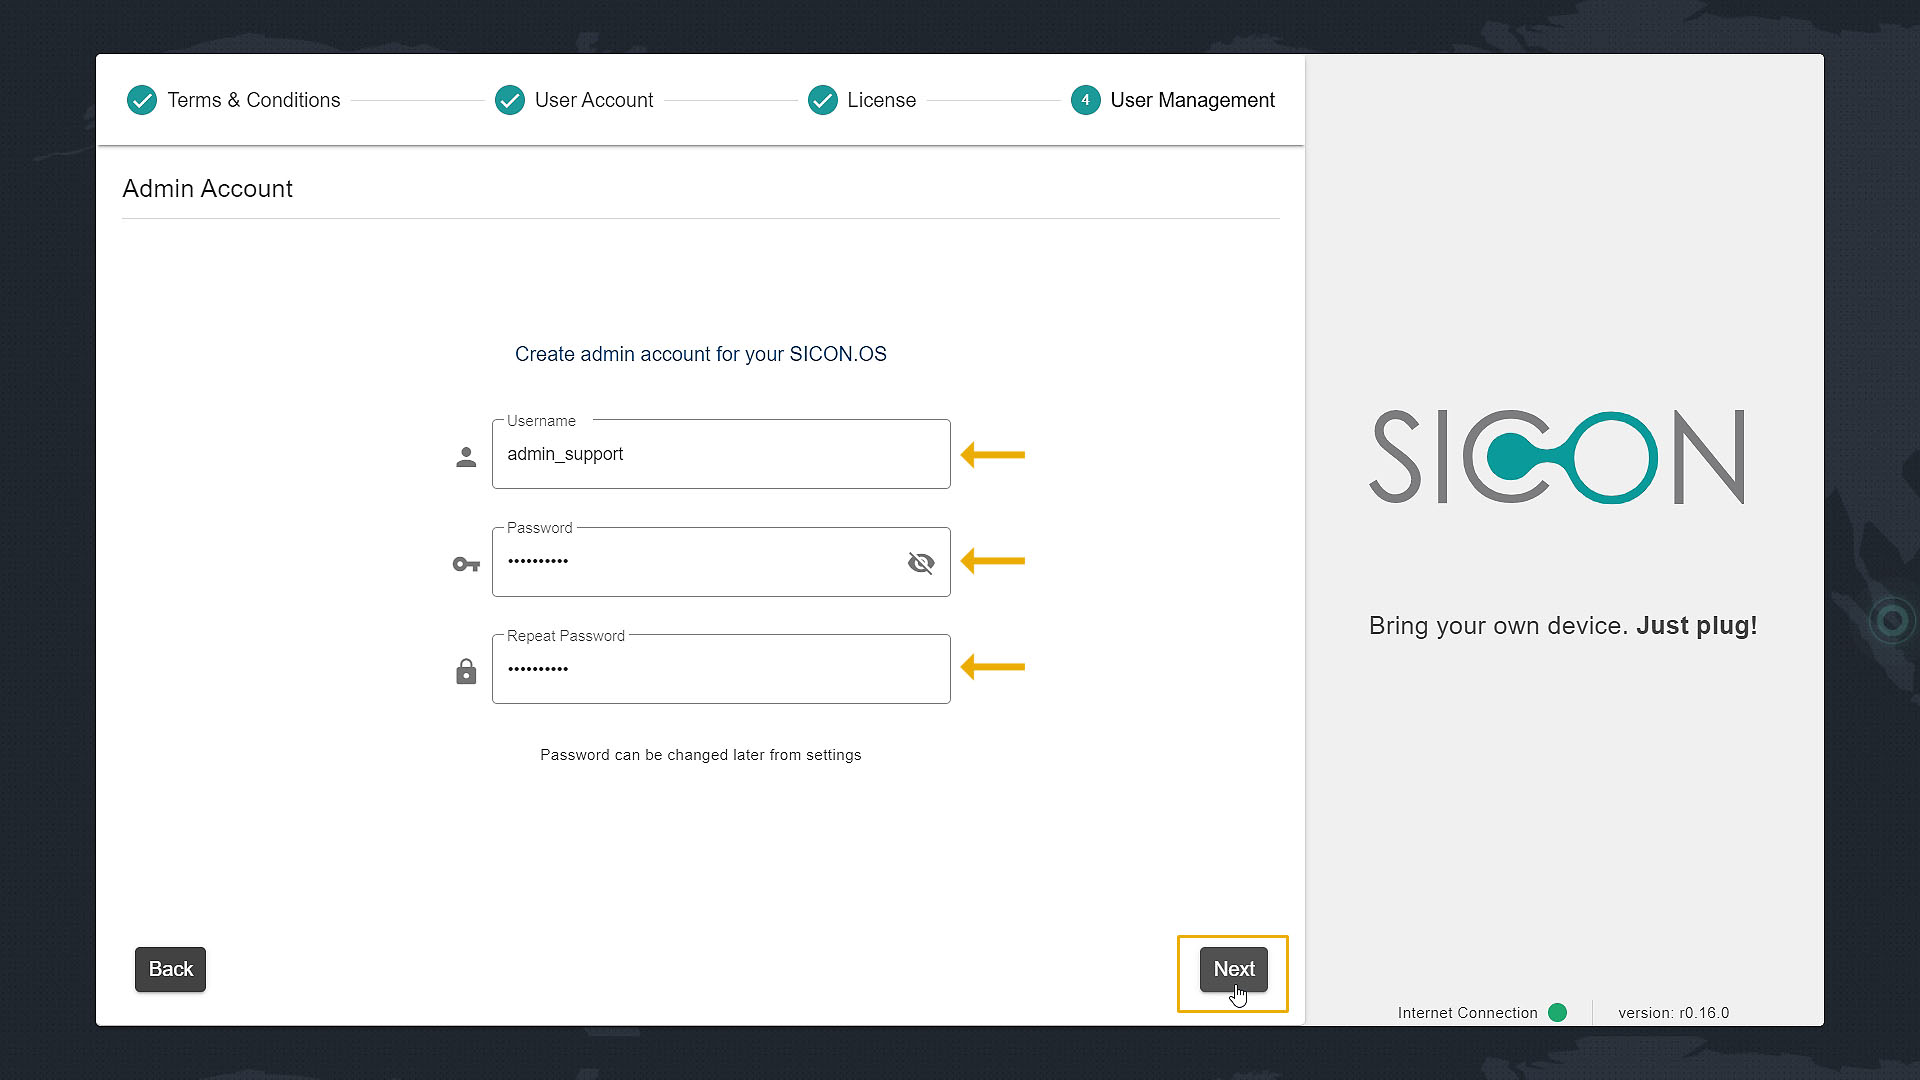 Terms & Conditions
User Account
License
4 User Management
Admin Account
Create admin account for your SICON.OS
Username
admin_support
Password
••••••••••
Repeat Password
••••••••••
Password can be changed later from settings
Back
Next
SICON
Bring your own device. Just plug!
Internet Connection
version: r0.16.0